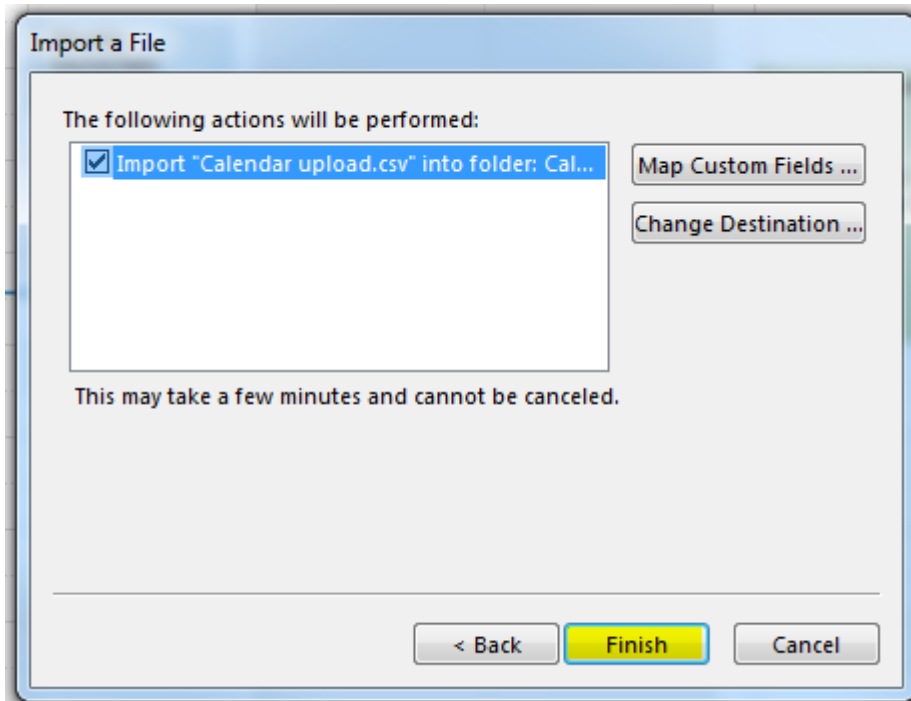 Import a File
The following actions will be performed:
Import "Calendar upload.csv" into folder: Cal...
Map Custom Fields ...
Change Destination ...
This may take a few minutes and cannot be canceled.
< Back
Finish
Cancel